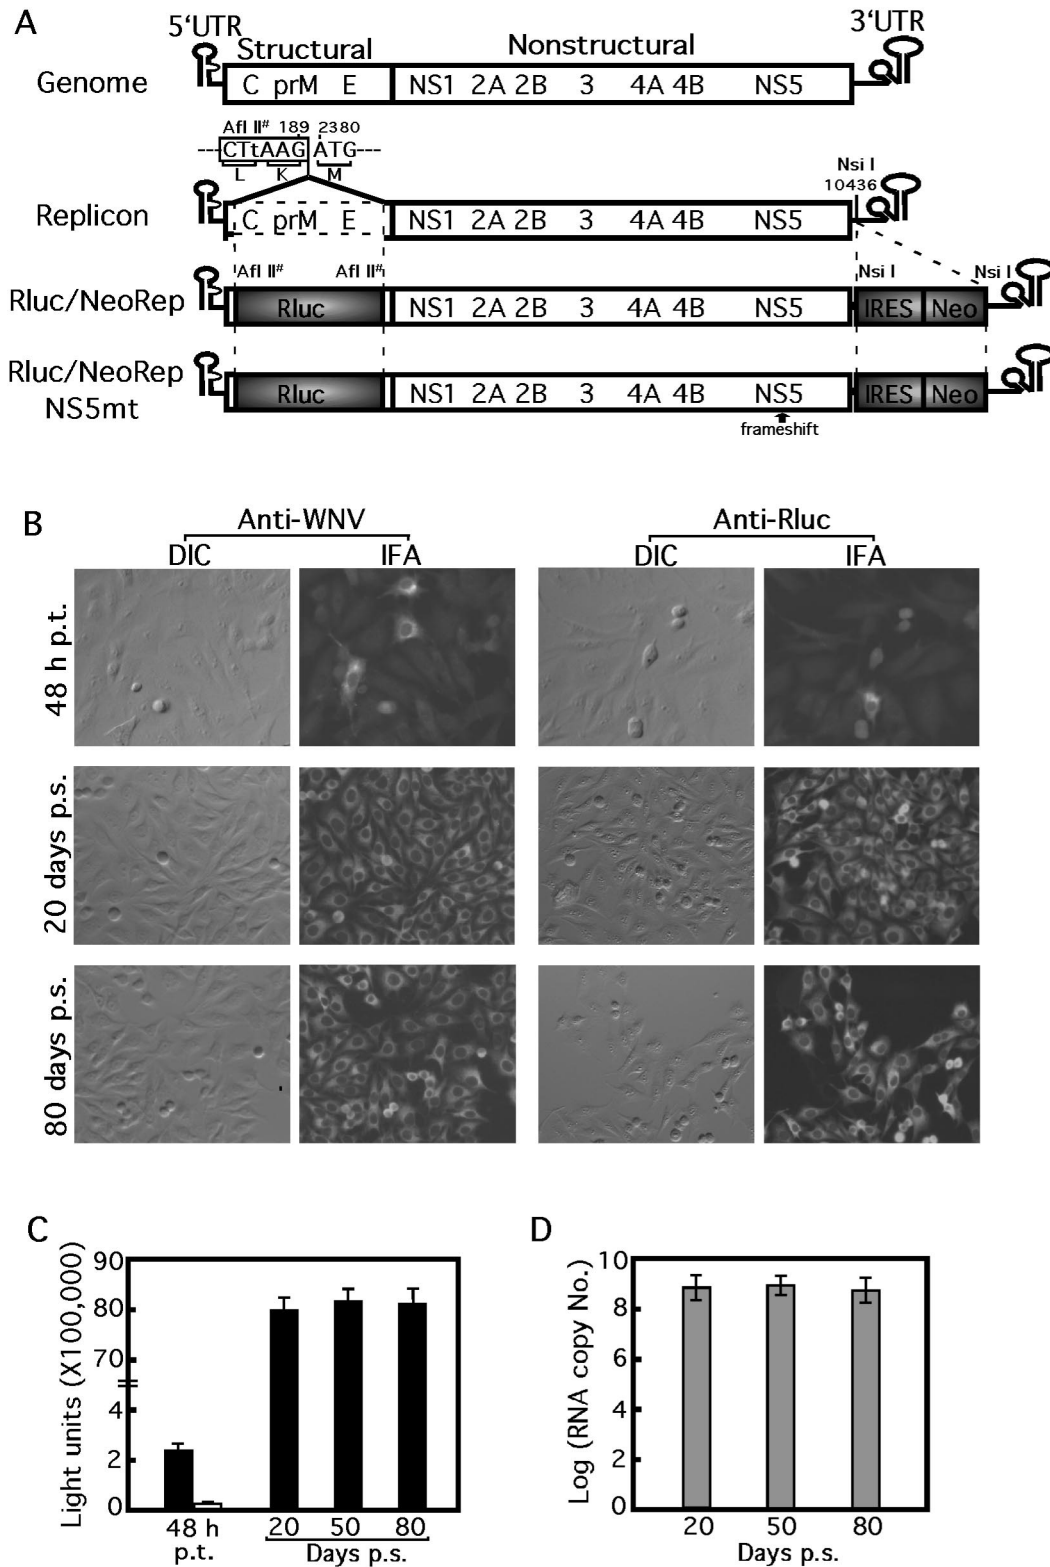 A
5‘UTR
3‘UTR
Structural
Nonstructural
Genome
C prM E NS1 2A 2B 3 4A 4B NS5
Afl II# 189 2380
---CTtAAG ATG---
L K M
Nsi I
10436
Replicon
C prM E NS1 2A 2B 3 4A 4B NS5
Afl II# Afl II# Nsi I Nsi I
Rluc/NeoRep
Rluc NS1 2A 2B 3 4A 4B NS5 IRES Neo
Rluc/NeoRep
NS5mt
Rluc NS1 2A 2B 3 4A 4B NS5 IRES Neo
frameshift
B
Anti-WNV Anti-Rluc
DIC IFA DIC IFA
48 h p.t.
20 days p.s.
80 days p.s.
C
Light units (X100,000)
90
80
70
4
2
0
48 h
p.t.
20 50 80
Days p.s.
D
Log (RNA copy No.)
10
8
6
4
2
0
20 50 80
Days p.s.